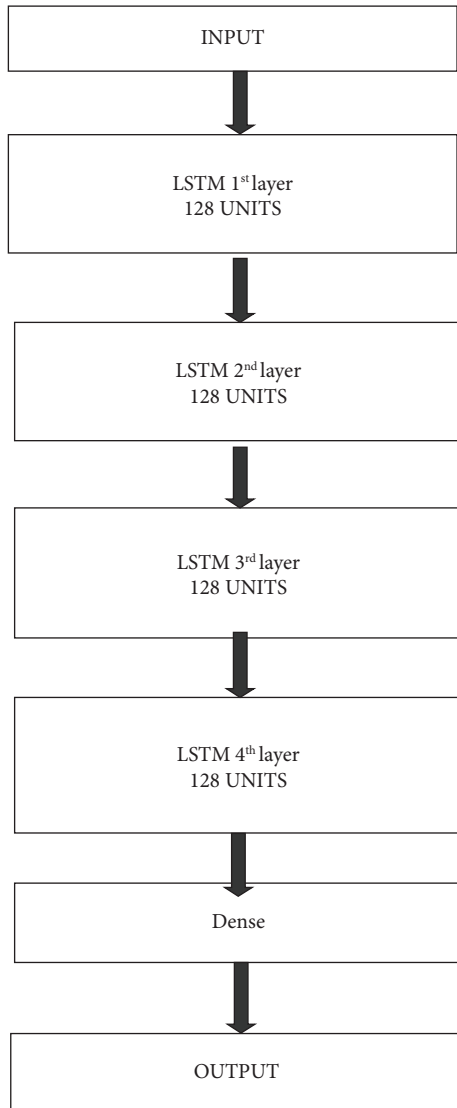 INPUT
LSTM 1st layer
128 UNITS
LSTM 2nd layer
128 UNITS
LSTM 3rd layer
128 UNITS
LSTM 4th layer
128 UNITS
Dense
OUTPUT